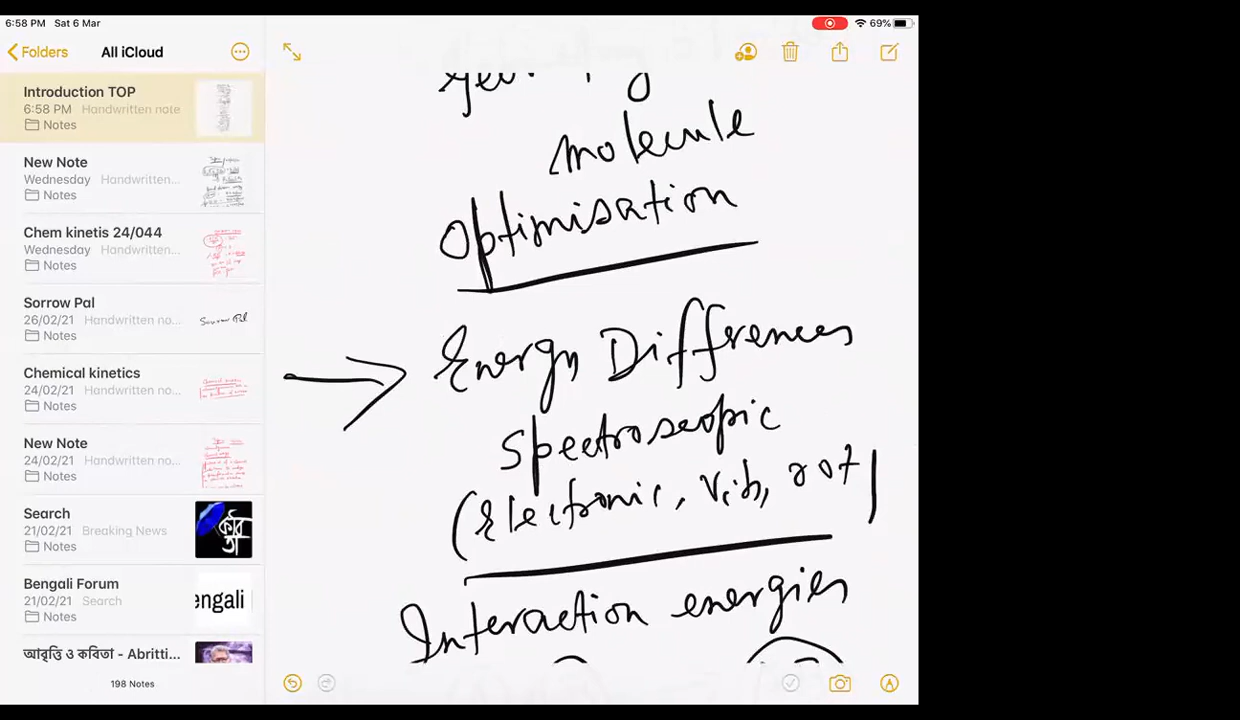 6:58 PM Sat 6 Mar
69%
Folders
All iCloud
Introduction TOP
6:58 PM Handwritten note
Notes
New Note
Wednesday Handwritten...
Notes
Chem kinetis 24/044
Wednesday Handwritten...
Notes
Sorrow Pal
26/02/21 Handwritten no...
Notes
Chemical kinetics
24/02/21 Handwritten no...
Notes
New Note
24/02/21 Handwritten no...
Notes
Search
21/02/21 Breaking News
Notes
Bengali Forum
21/02/21 Search
Notes
engali
আবৃত্তি ও কবিতা - Abritti...
198 Notes
molecule
optimisation
Energy Differences
Spectroscopic
(Electronic, Vib, rot)
Interaction energies